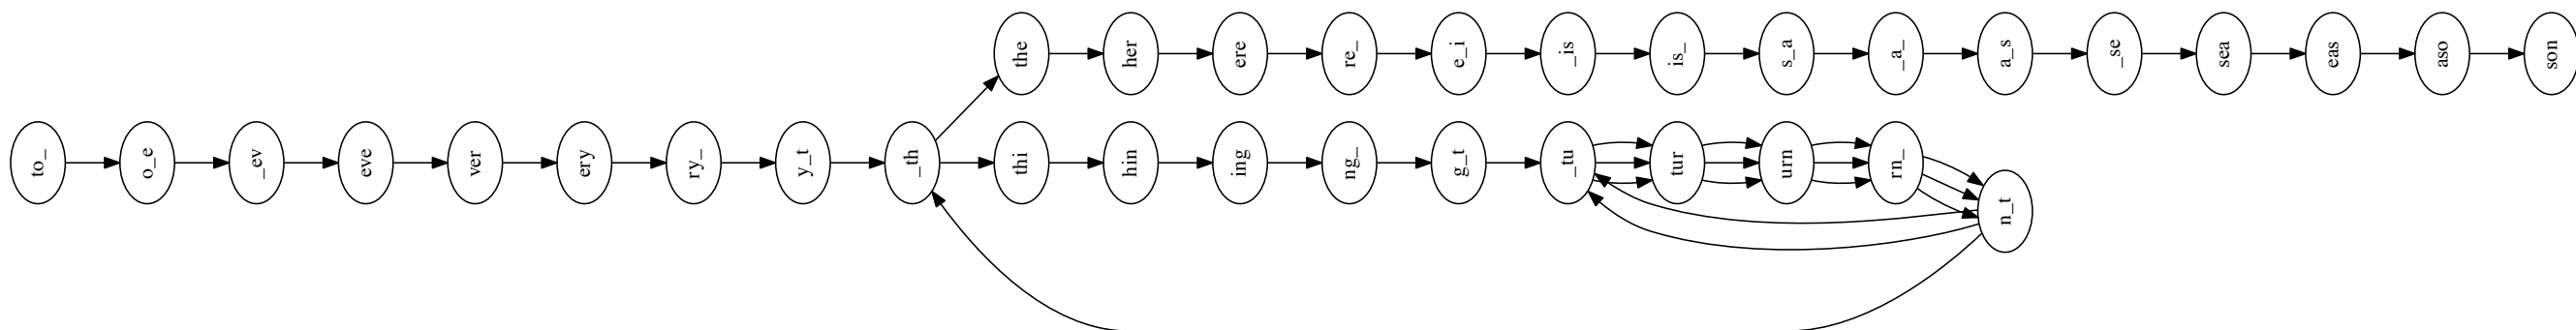 the her ere re_ e_i _is is_ s_a _a_ a_s _se sea eas aso son
to_ o_e _ev eve ver ery ry_ y_t _th thi hin ing ng_ g_t _tu tur urn rn_
n_t